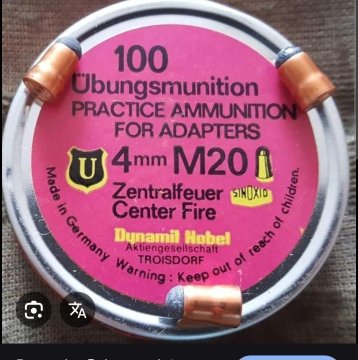 100
Übungsmunition
PRACTICE AMMUNITION
FOR ADAPTERS
U
4mm M20
Zentralfeuer
Center Fire
SINOXID
Dynamit Nobel
Aktiengesellschaft
TROISDORF
Made in Germany Warning: Keep out of reach of children.